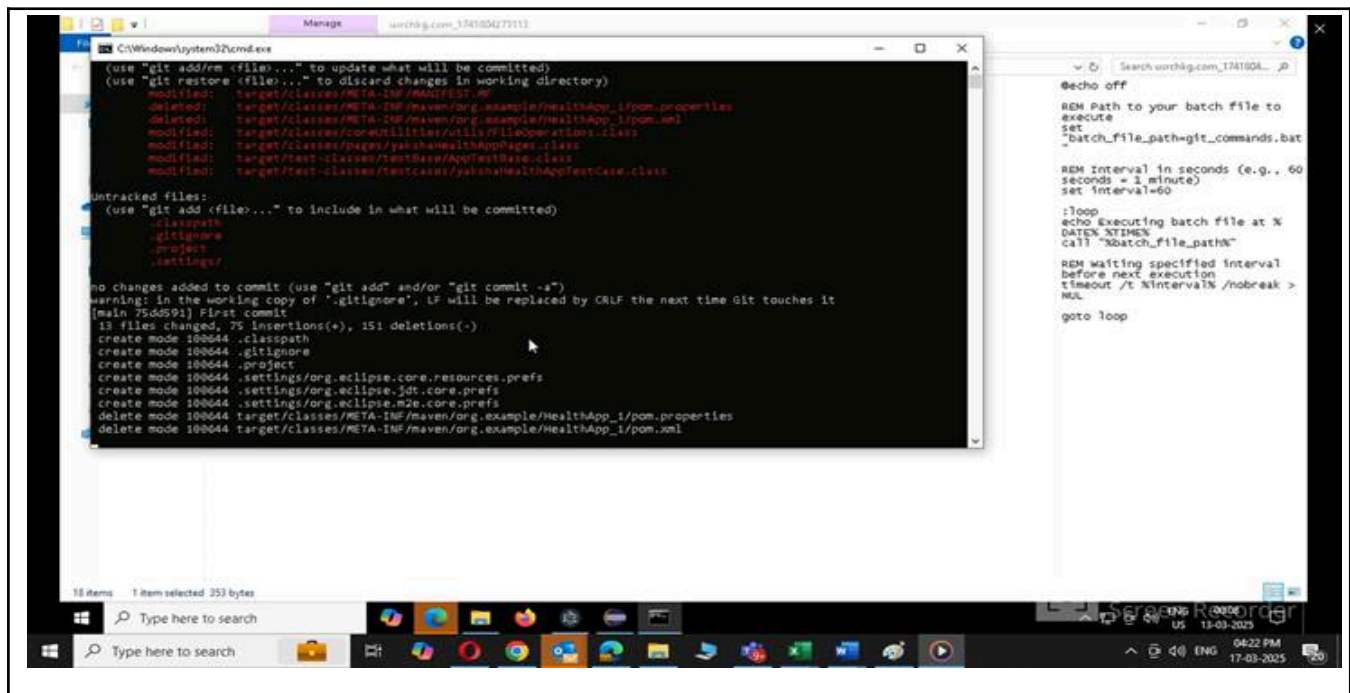 Manage
C:\Windows\system32\cmd.exe
(use "git add/rm <file>..." to update what will be committed)
(use "git restore <file>..." to discard changes in working directory)
modified: target/classes/META-INF/MANIFEST.MF
deleted: target/classes/META-INF/maven/org.example/HealthApp_1/pom.properties
deleted: target/classes/META-INF/maven/org.example/HealthApp_1/pom.xml
modified: target/classes/coreUtilities/utils/FileOperations.class
modified: target/classes/pages/yakshaHealthAppPages.class
modified: target/test-classes/testBase/AppTestBase.class
modified: target/test-classes/testcases/yakshaHealthAppTestCase.class
Untracked files:
(use "git add <file>..." to include in what will be committed)
.classpath
.gitignore
.project
.settings/
no changes added to commit (use "git add" and/or "git commit -a")
warning: in the working copy of '.gitignore', LF will be replaced by CRLF the next time Git touches it
[main 75dd591] First commit
13 files changed, 75 insertions(+), 151 deletions(-)
create mode 100644 .classpath
create mode 100644 .gitignore
create mode 100644 .project
create mode 100644 .settings/org.eclipse.core.resources.prefs
create mode 100644 .settings/org.eclipse.jdt.core.prefs
create mode 100644 .settings/org.eclipse.m2e.core.prefs
delete mode 100644 target/classes/META-INF/maven/org.example/HealthApp_1/pom.properties
delete mode 100644 target/classes/META-INF/maven/org.example/HealthApp_1/pom.xml
@echo off
REM Path to your batch file to
execute
set
"batch_file_path=git_commands.bat
"
REM Interval in seconds (e.g., 60
seconds = 1 minute)
set interval=60
:loop
echo Executing batch file at %
DATE% %TIME%
call "%batch_file_path%"
REM Waiting specified interval
before next execution
timeout /t %interval% /nobreak >
NUL
goto loop
18 items 1 item selected 353 bytes
Type here to search
ENG
US
13-03-2025
Screen Recorder
Type here to search
ENG
04:22 PM
17-03-2025
20